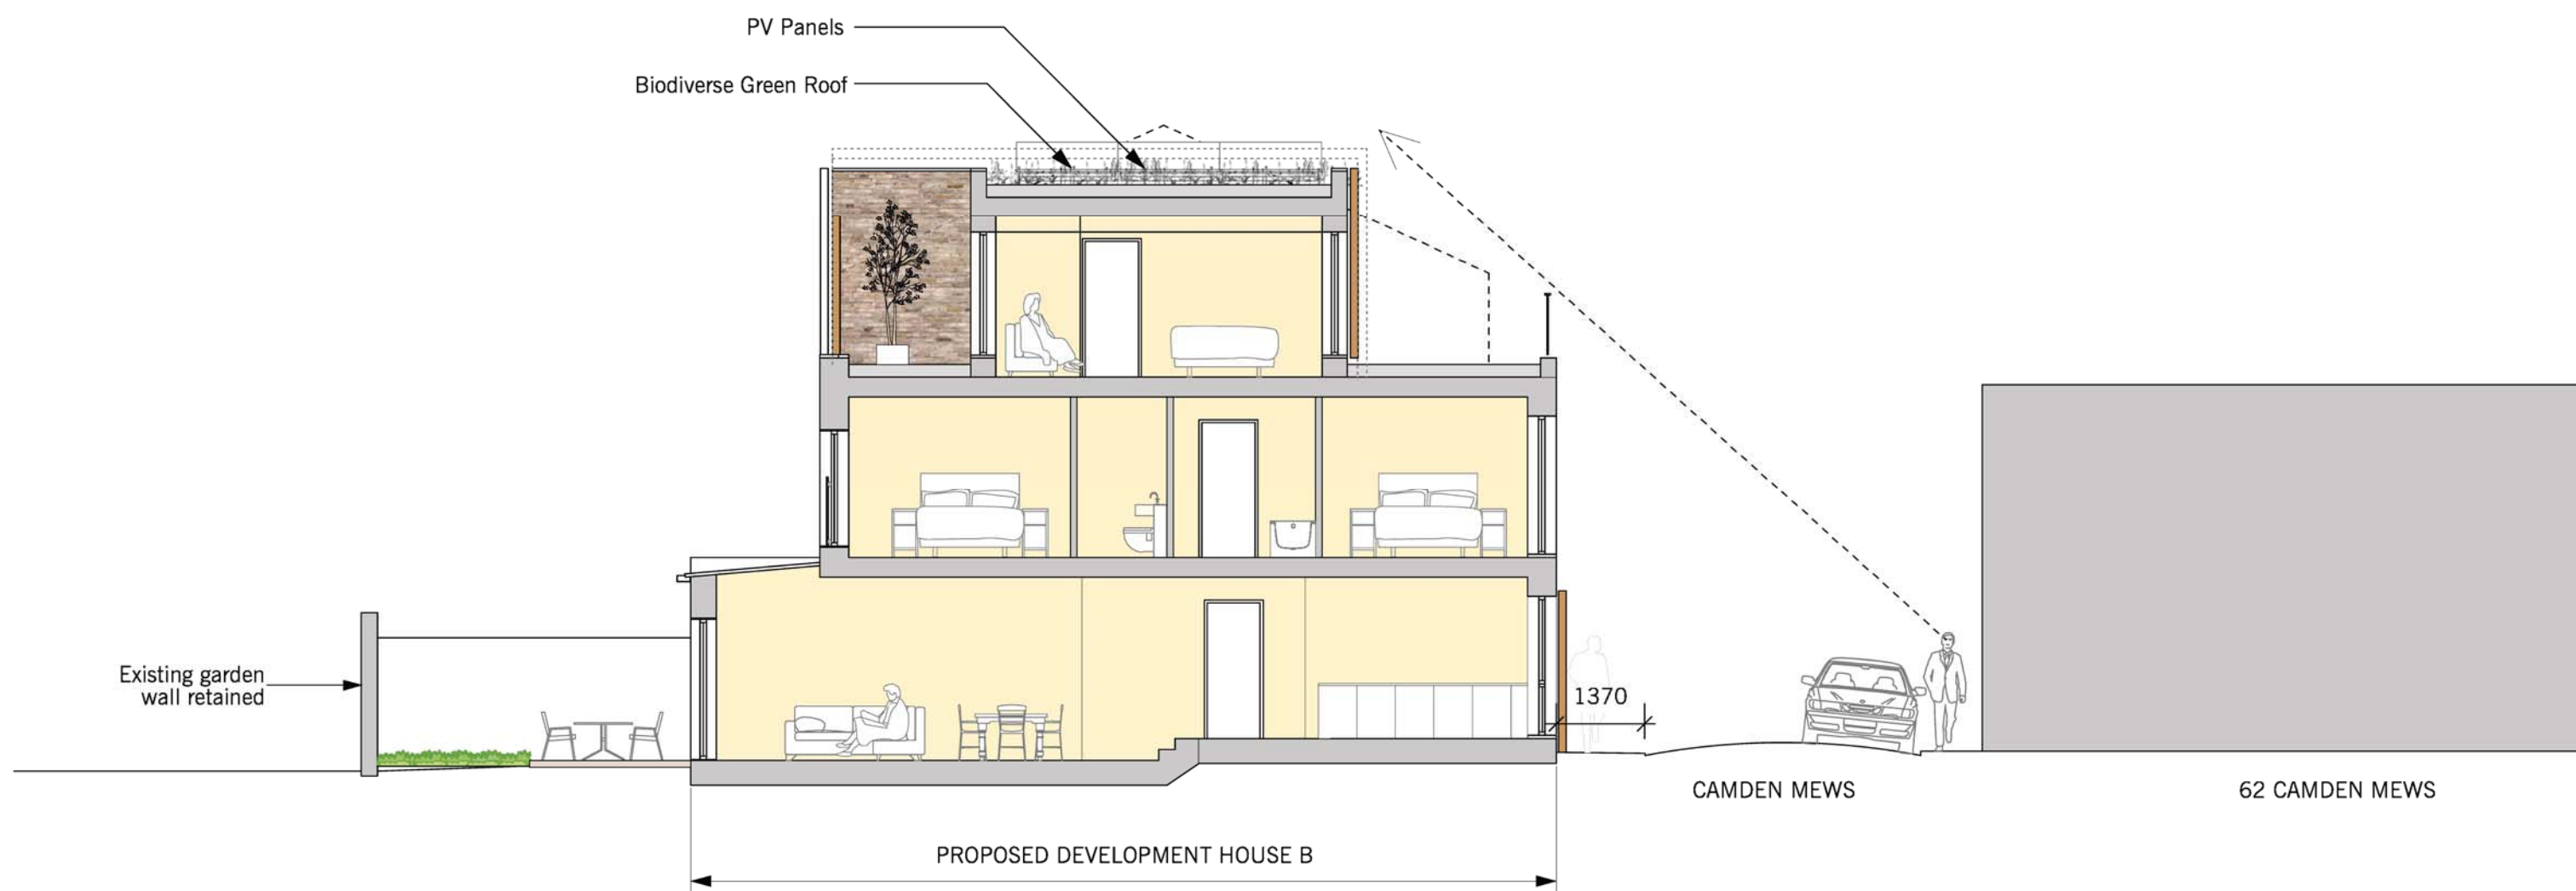 PV Panels
Biodiverse Green Roof
Existing garden
wall retained
1370
CAMDEN MEWS
62 CAMDEN MEWS
PROPOSED DEVELOPMENT HOUSE B